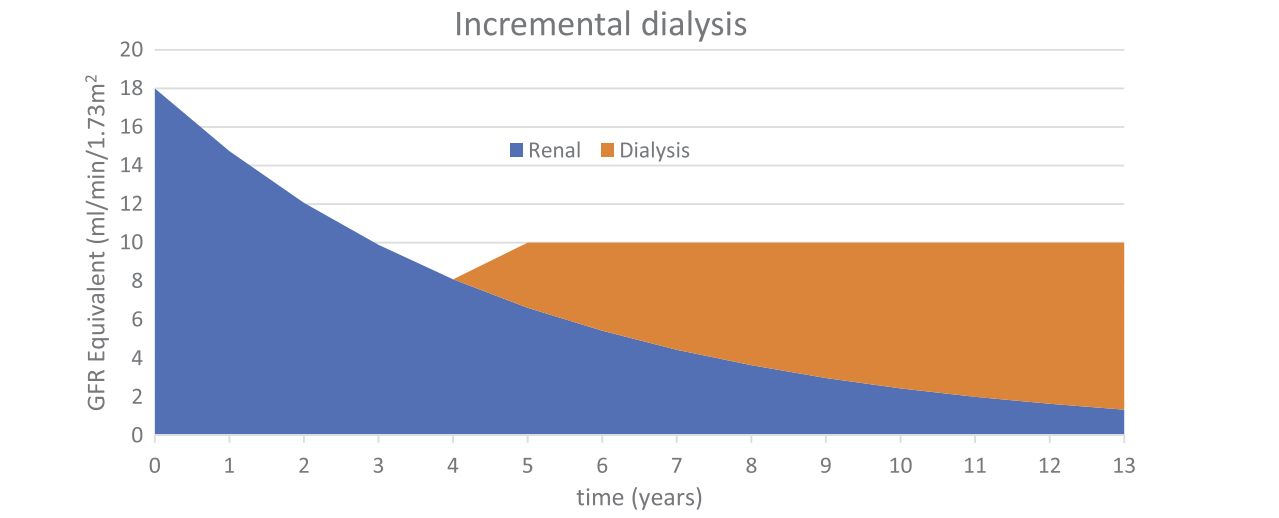 Incremental dialysis
GFR Equivalent (ml/min/1.73m²
20
18
16
14
12
10
8
6
4
2
0
Renal Dialysis
0 1 2 3 4 5 6 7 8 9 10 11 12 13
time (years)